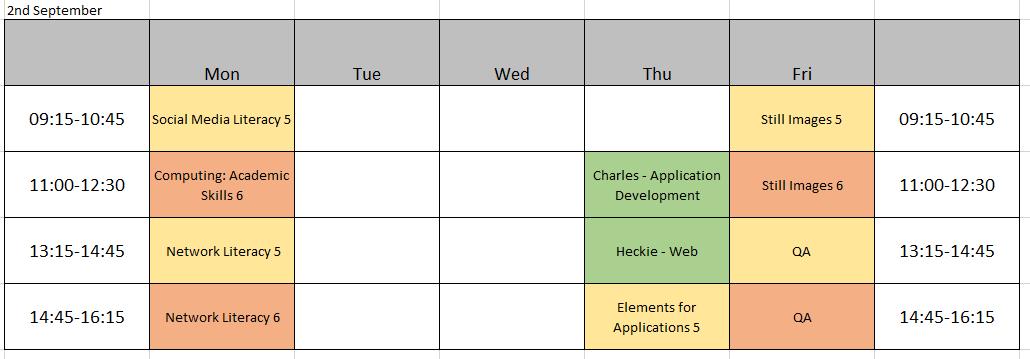 2nd September
Mon Tue Wed Thu Fri
09:15-10:45 Social Media Literacy 5 Still Images 5 09:15-10:45
11:00-12:30 Computing: Academic Skills 6 Charles - Application Development Still Images 6 11:00-12:30
13:15-14:45 Network Literacy 5 Heckie - Web QA 13:15-14:45
14:45-16:15 Network Literacy 6 Elements for Applications 5 QA 14:45-16:15